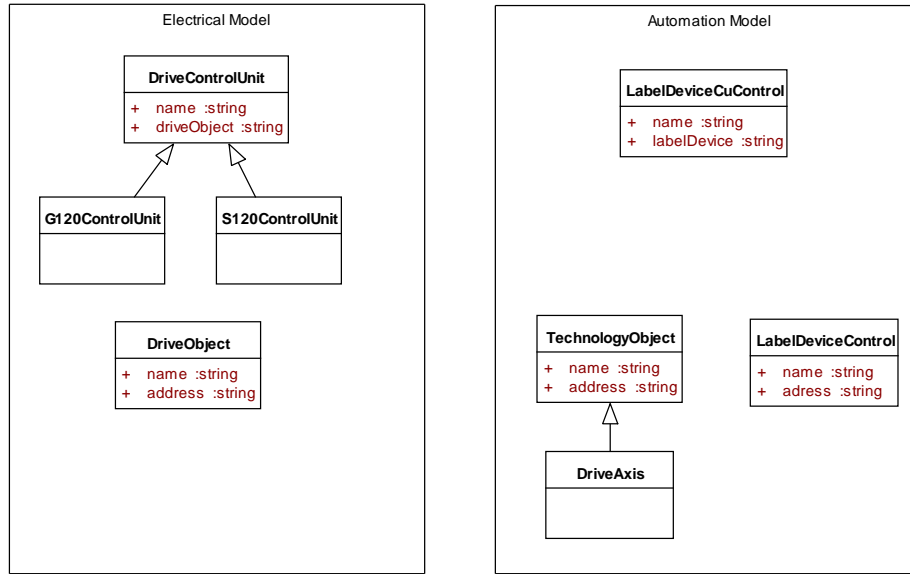 Electrical Model
DriveControlUnit
+ name :string
+ driveObject :string
G120ControlUnit
S120ControlUnit
DriveObject
+ name :string
+ address :string
Automation Model
LabelDeviceCuControl
+ name :string
+ labelDevice :string
TechnologyObject
+ name :string
+ address :string
LabelDeviceControl
+ name :string
+ adress :string
DriveAxis